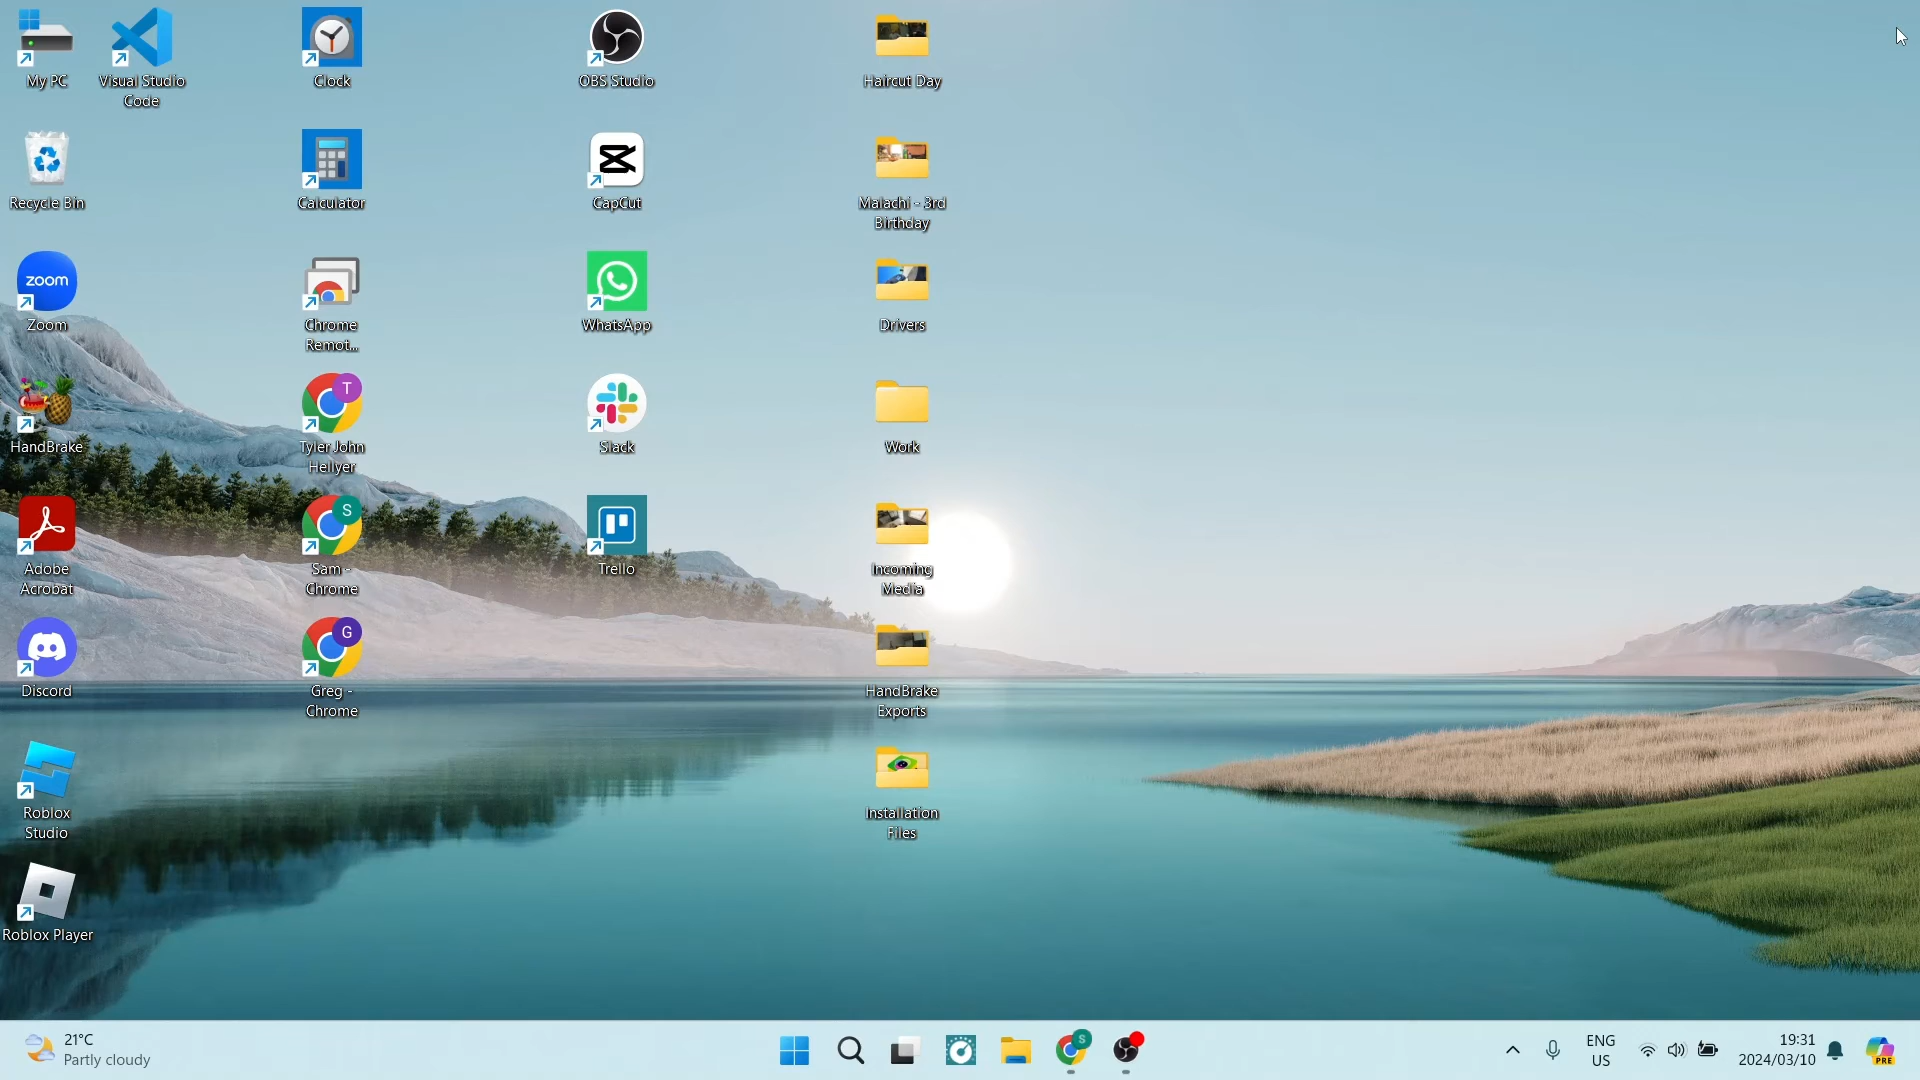 My PC
Visual Studio
Code
Clock
OBS Studio
Haircut Day
Recycle Bin
Calculator
CapCut
Malachi - 3rd
Birthday
zoom
Zoom
Chrome
Remot...
WhatsApp
Drivers
T
HandBrake
Tyler John
Hellyer
Slack
Work
S
Adobe
Acrobat
Sam -
Chrome
Trello
Incoming
Media
G
Discord
Greg -
Chrome
HandBrake
Exports
Roblox
Studio
Installation
Files
Roblox Player
21°C
Partly cloudy
S
ENG
US
19:31
2024/03/10
PRE